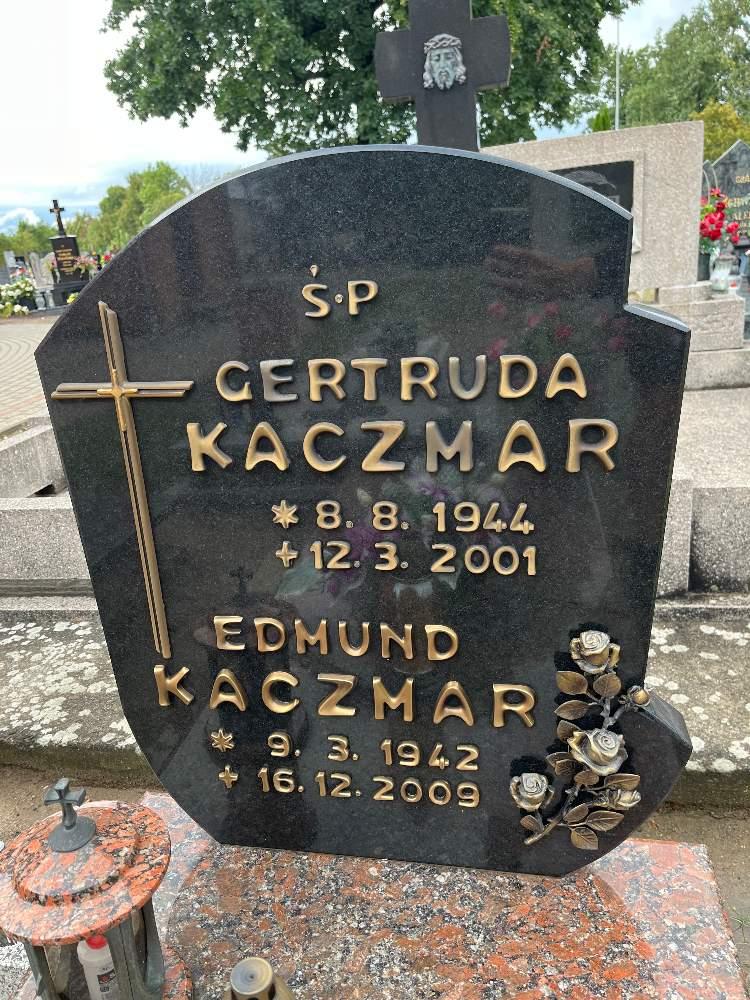 Ś.P
GERTRUDA
KACZMAR
* 8. 8. 1944
+ 12. 3. 2001
EDMUND
KACZMAR
* 9. 3. 1942
+ 16. 12. 2009